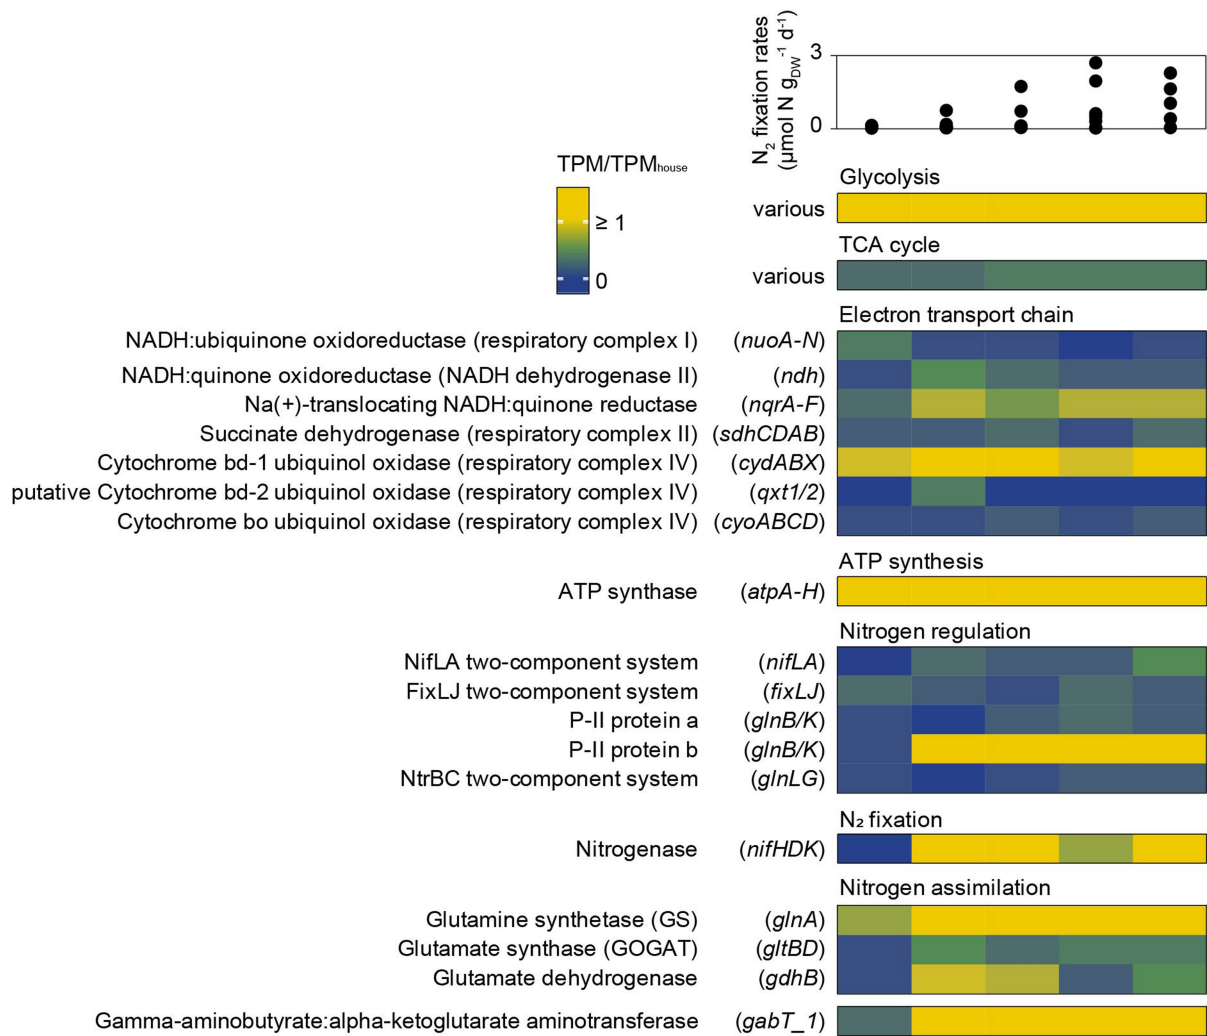 N₂ fixation rates
(µmol N g_DW⁻¹ d⁻¹)
3
0
TPM/TPMhouse
≥ 1
0
Glycolysis
various
TCA cycle
various
Electron transport chain
NADH:ubiquinone oxidoreductase (respiratory complex I) (nuoA-N)
NADH:quinone oxidoreductase (NADH dehydrogenase II) (ndh)
Na(+)-translocating NADH:quinone reductase (nqrA-F)
Succinate dehydrogenase (respiratory complex II) (sdhCDAB)
Cytochrome bd-1 ubiquinol oxidase (respiratory complex IV) (cydABX)
putative Cytochrome bd-2 ubiquinol oxidase (respiratory complex IV) (qxt1/2)
Cytochrome bo ubiquinol oxidase (respiratory complex IV) (cyoABCD)
ATP synthesis
ATP synthase (atpA-H)
Nitrogen regulation
NifLA two-component system (nifLA)
FixLJ two-component system (fixLJ)
P-II protein a (glnB/K)
P-II protein b (glnB/K)
NtrBC two-component system (glnLG)
N₂ fixation
Nitrogenase (nifHDK)
Nitrogen assimilation
Glutamine synthetase (GS) (glnA)
Glutamate synthase (GOGAT) (gltBD)
Glutamate dehydrogenase (gdhB)
Gamma-aminobutyrate:alpha-ketoglutarate aminotransferase (gabT_1)